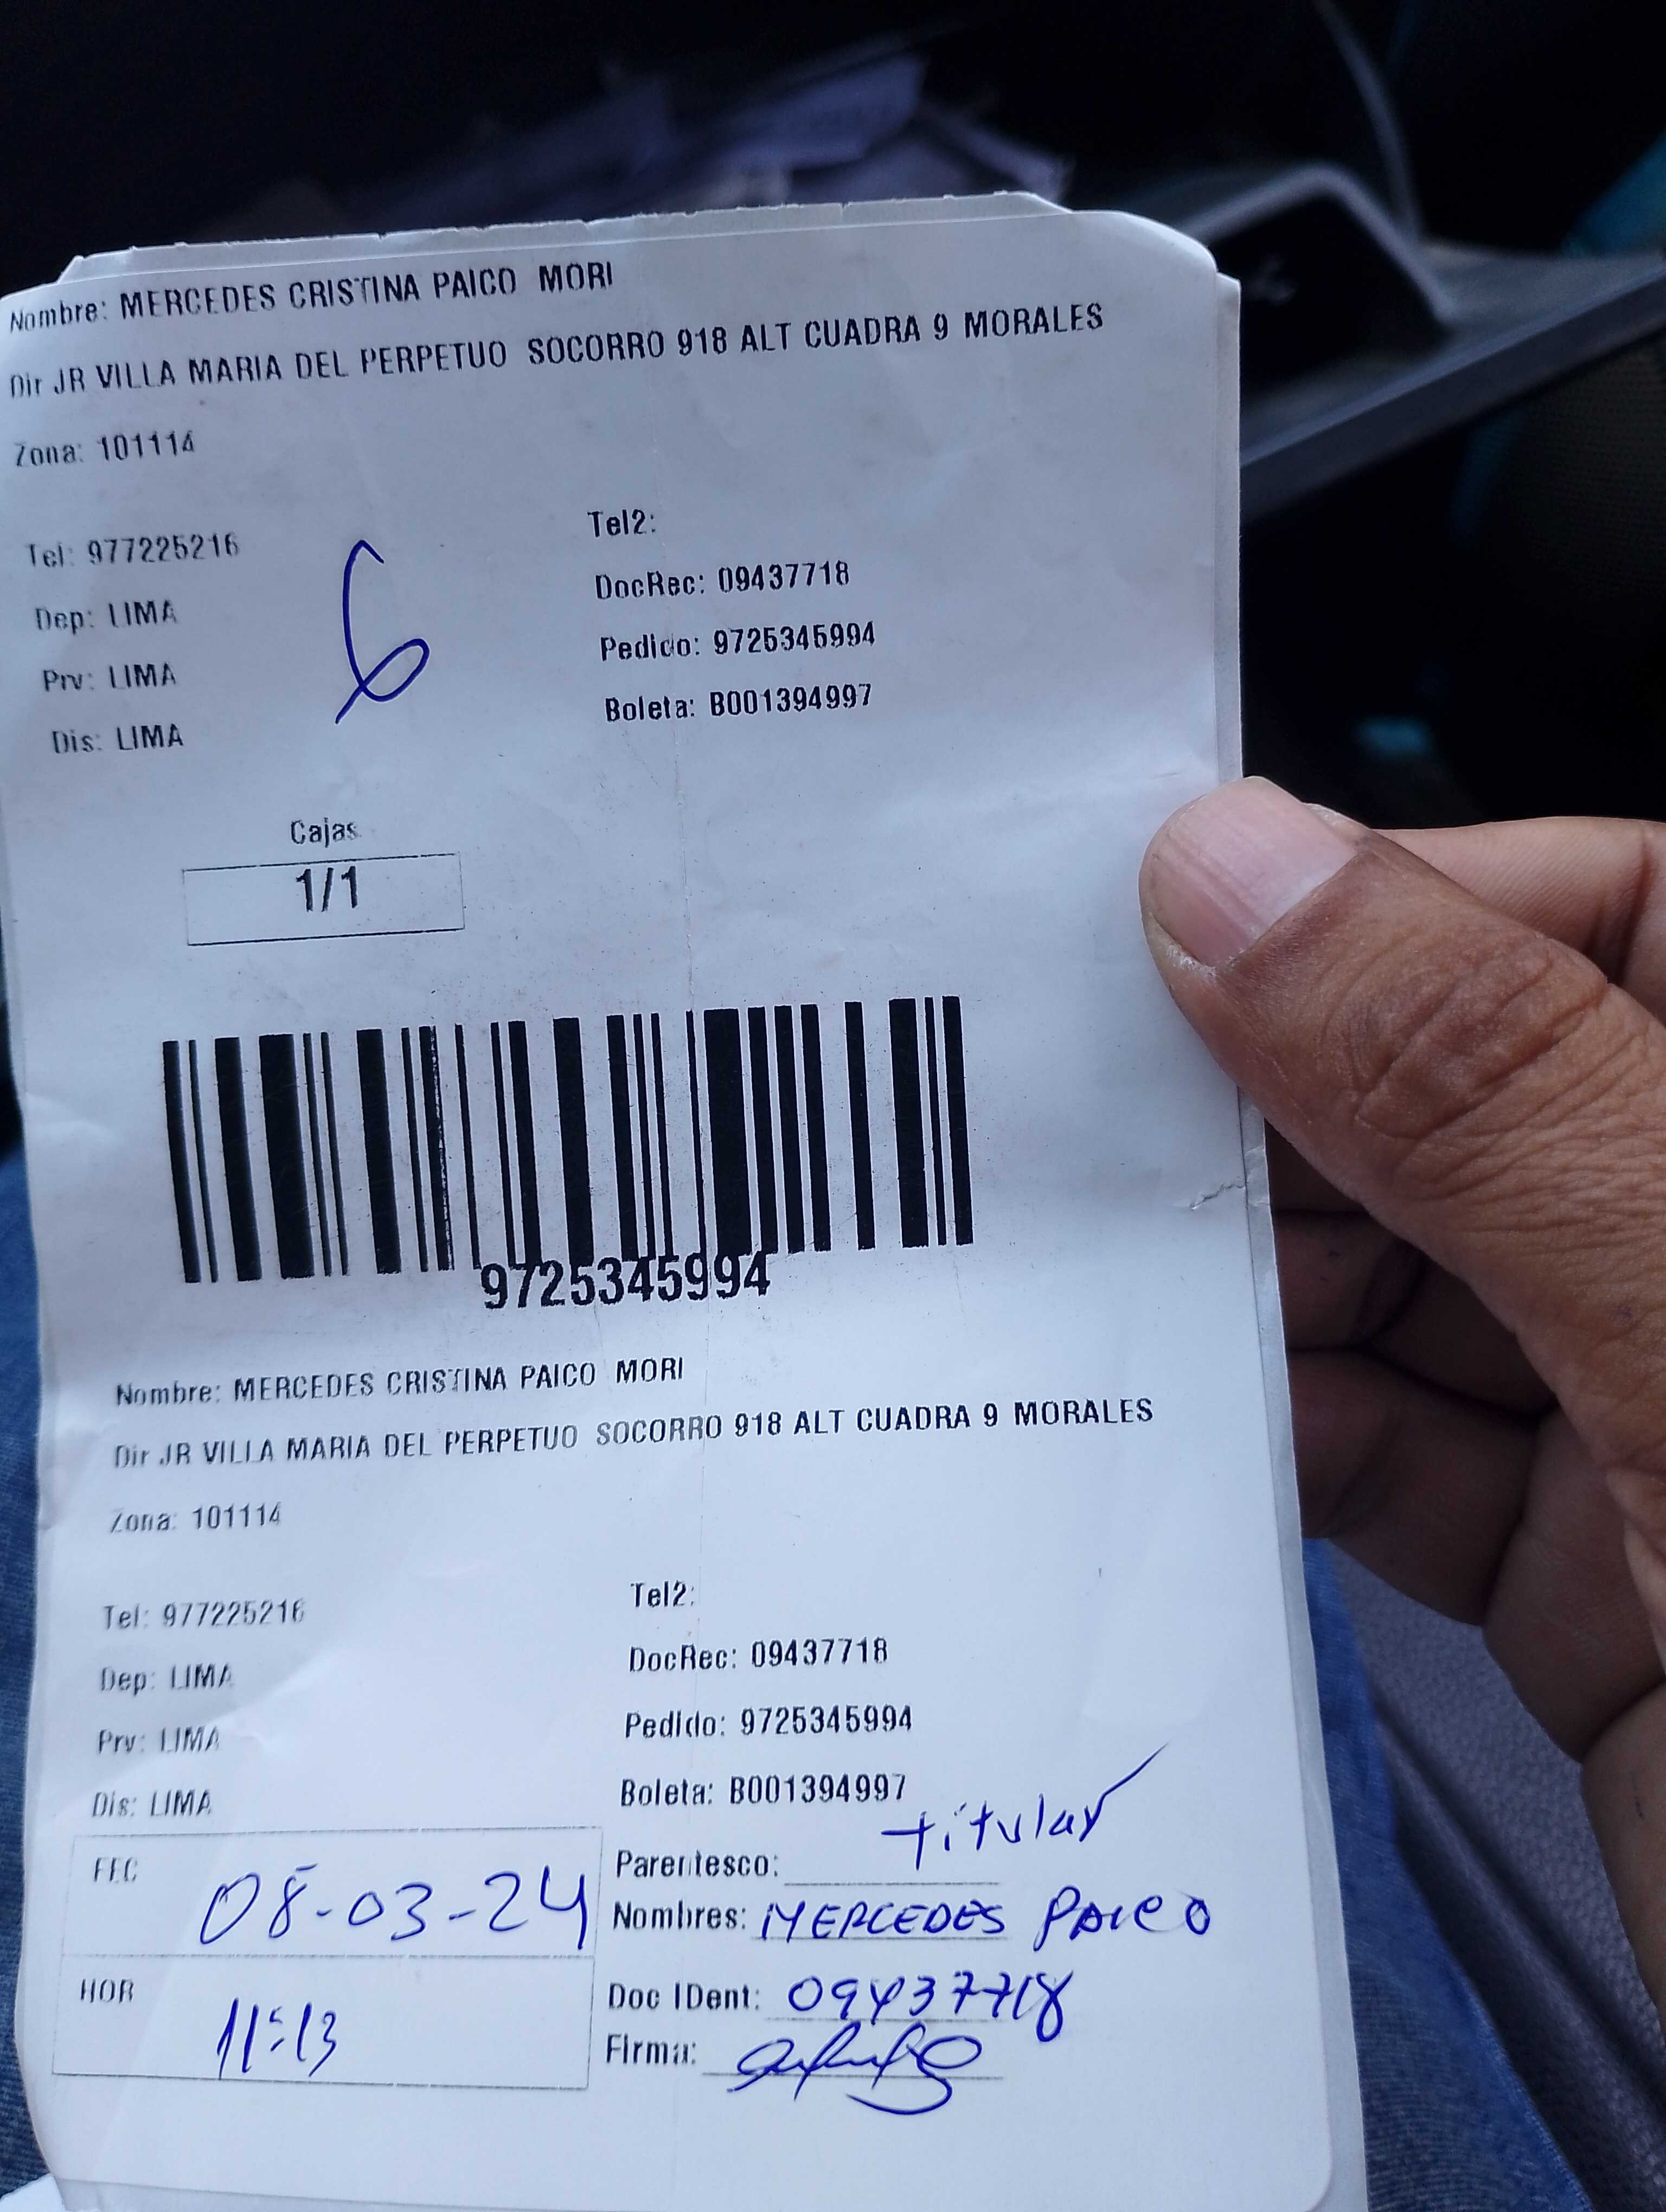 Nombre: MERCEDES CRISTINA PAICO MORI
Dir JR VILLA MARIA DEL PERPETUO SOCORRO 918 ALT CUADRA 9 MORALES
Zona: 101114
Tel2:
Tel: 977225216
DocRec: 09437718
Dep: LIMA
Pedido: 9725345994
Prv: LIMA
Boleta: B001394997
Dis: LIMA
6
Cajas
1/1
9725345994
Nombre: MERCEDES CRISTINA PAICO MORI
Dir JR VILLA MARIA DEL PERPETUO SOCORRO 918 ALT CUADRA 9 MORALES
Zona: 101114
Tel2:
Tel: 977225216
DocRec: 09437718
Dep: LIMA
Pedido: 9725345994
Prv: LIMA
Boleta: B001394997
Dis: LIMA
FEC 08-03-24
Parentesco: titular
Nombres: MERCEDES PAICO
HOR 11:13
Doc IDent: 09437718
Firma: